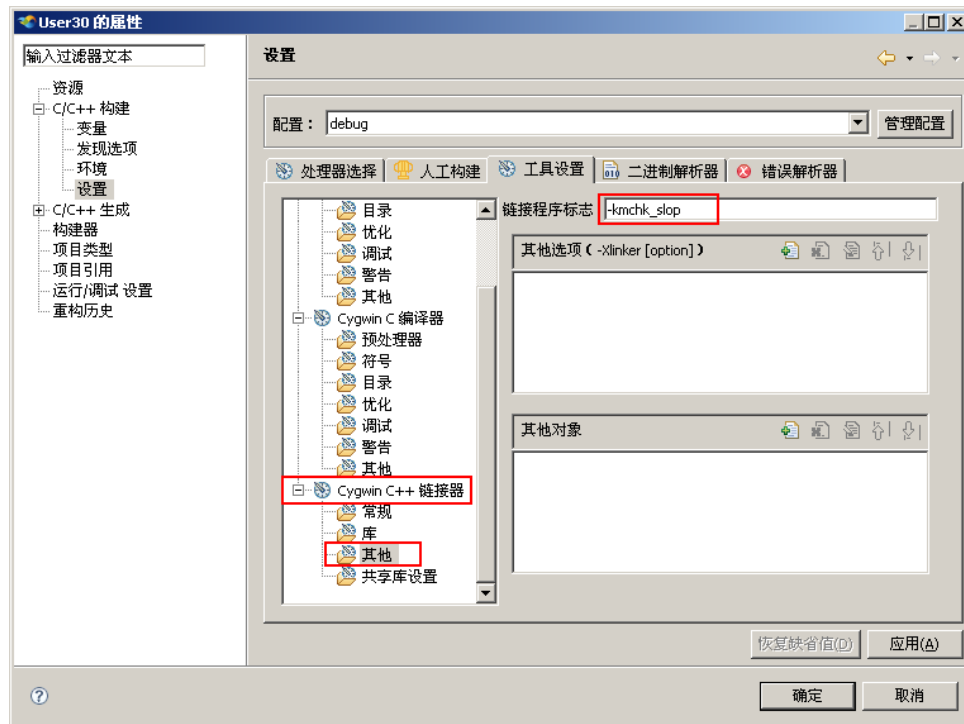 User30 的属性
输入过滤器文本
资源
C/C++ 构建
变量
发现选项
环境
设置
C/C++ 生成
构建器
项目类型
项目引用
运行/调试 设置
重构历史
设置
配置： debug 管理配置
处理器选择 人工构建 工具设置 二进制解析器 错误解析器
目录
优化
调试
警告
其他
Cygwin C 编译器
预处理器
符号
目录
优化
调试
警告
其他
Cygwin C++ 链接器
常规
库
其他
共享库设置
链接程序标志 -kmchk_slop
其他选项（-Xlinker [option]）
其他对象
恢复缺省值(D) 应用(A)
确定 取消